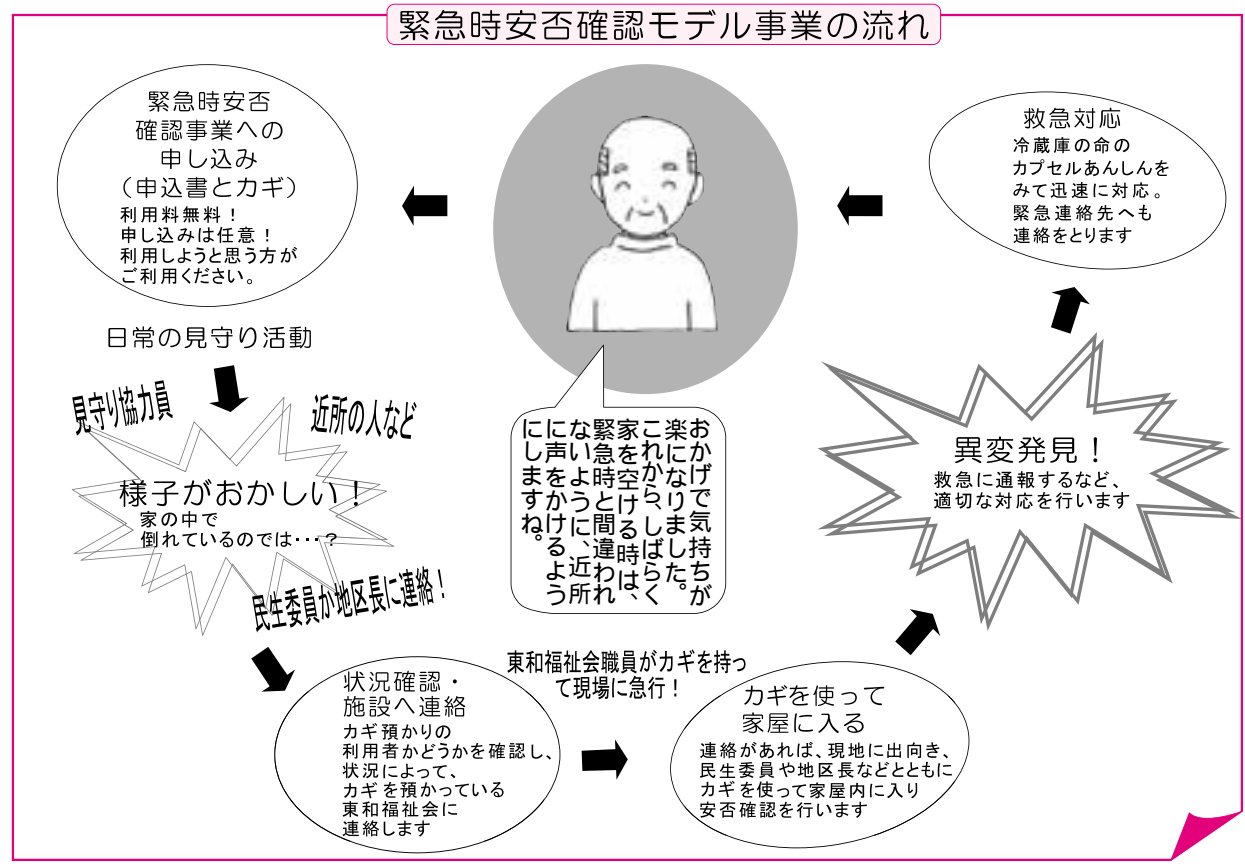 緊急時安否確認モデル事業の流れ
緊急時安否
確認事業への
申し込み
（申込書とカギ）
利用料無料！
申し込みは任意！
利用しようと思う方が
ご利用ください。
日常の見守り活動
見守り協力員
近所の人など
様子がおかしい！
家の中で
倒れているのでは・・・？
民生委員か地区長に連絡！
状況確認・
施設へ連絡
カギ預かりの
利用者かどうかを確認し、
状況によって、
カギを預かっている
東和福祉会に
連絡します
東和福祉会職員がカギを持っ
て現場に急行！
カギを使って
家屋に入る
連絡があれば、現地に出向き、
民生委員や地区長などとともに
カギを使って家屋内に入り
安否確認を行います
異変発見！
救急に通報するなど、
適切な対応を行います
救急対応
冷蔵庫の命の
カプセルあんしんを
みて迅速に対応。
緊急連絡先へも
連絡をとります
おかげで気持ちが
楽になりました。
これから、しばらく
家を空ける時は、
緊急時と間違われ
ないように、近所
に声をかけるよう
にしますね。